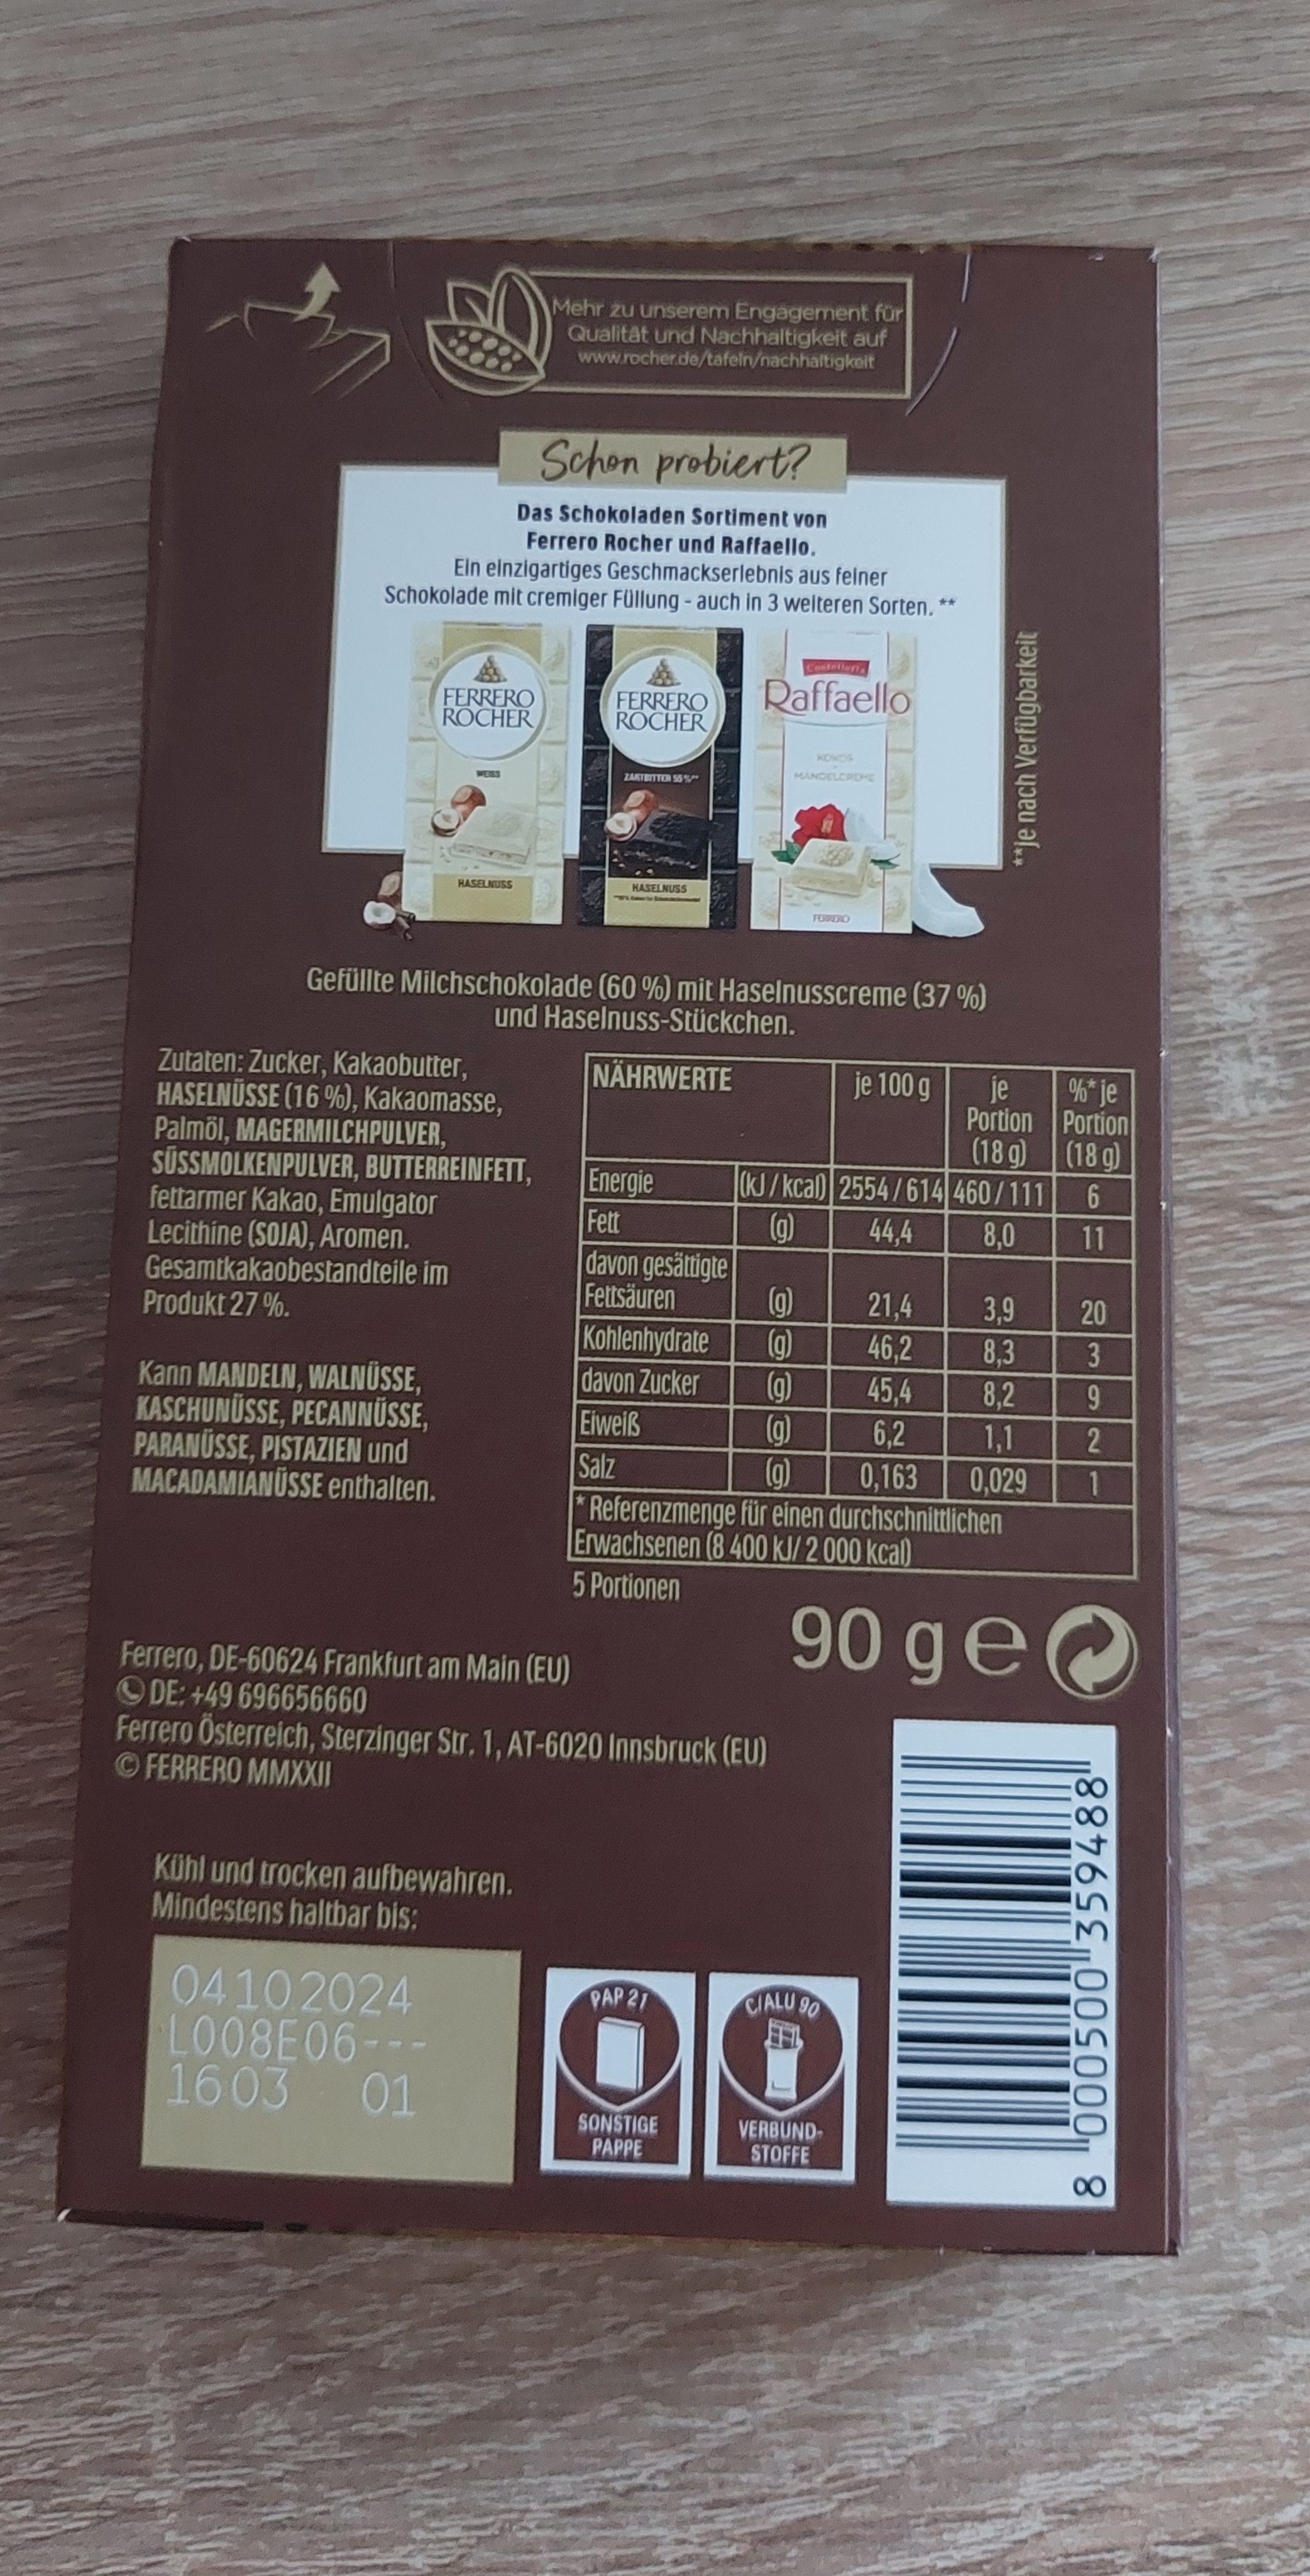 Mehr zu unserem Engagement für
Qualität und Nachhaltigkeit auf
www.rocher.de/tafeln/nachhaltigkeit
Schon probiert?
Das Schokoladen Sortiment von
Ferrero Rocher und Raffaello.
Ein einzigartiges Geschmackserlebnis aus feiner
Schokolade mit cremiger Füllung - auch in 3 weiteren Sorten. **
**je nach Verfügbarkeit
FERRERO
ROCHER
WEISS
HASELNUSS
FERRERO
ROCHER
ZARTBITTER 55%**
HASELNUSS
Raffaello
KOKOS
MANDELCREME
FERRERO
Gefüllte Milchschokolade (60 %) mit Haselnusscreme (37 %)
und Haselnuss-Stückchen.
Zutaten: Zucker, Kakaobutter,
HASELNÜSSE (16 %), Kakaomasse,
Palmöl, MAGERMILCHPULVER,
SÜSSMOLKENPULVER, BUTTERREINFETT,
fettarmer Kakao, Emulgator
Lecithine (SOJA), Aromen.
Gesamtkakaobestandteile im
Produkt 27 %.
Kann MANDELN, WALNÜSSE,
KASCHUNÜSSE, PECANNÜSSE,
PARANÜSSE, PISTAZIEN und
MACADAMIANÜSSE enthalten.
NÄHRWERTE je 100 g je Portion (18 g) %* je Portion (18 g)
Energie (kJ / kcal) 2554 / 614 460 / 111 6
Fett (g) 44,4 8,0 11
davon gesättigte
Fettsäuren (g) 21,4 3,9 20
Kohlenhydrate (g) 46,2 8,3 3
davon Zucker (g) 45,4 8,2 9
Eiweiß (g) 6,2 1,1 2
Salz (g) 0,163 0,029 1
* Referenzmenge für einen durchschnittlichen
Erwachsenen (8 400 kJ/ 2 000 kcal)
5 Portionen
90 g e
Ferrero, DE-60624 Frankfurt am Main (EU)
DE: +49 696656660
Ferrero Österreich, Sterzinger Str. 1, AT-6020 Innsbruck (EU)
© FERRERO MMXXII
Kühl und trocken aufbewahren.
Mindestens haltbar bis:
04 10 2024
L008E06---
16 03 01
PAP 21
SONSTIGE
PAPPE
C/ALU 90
VERBUND-
STOFFE
8 000500 359488